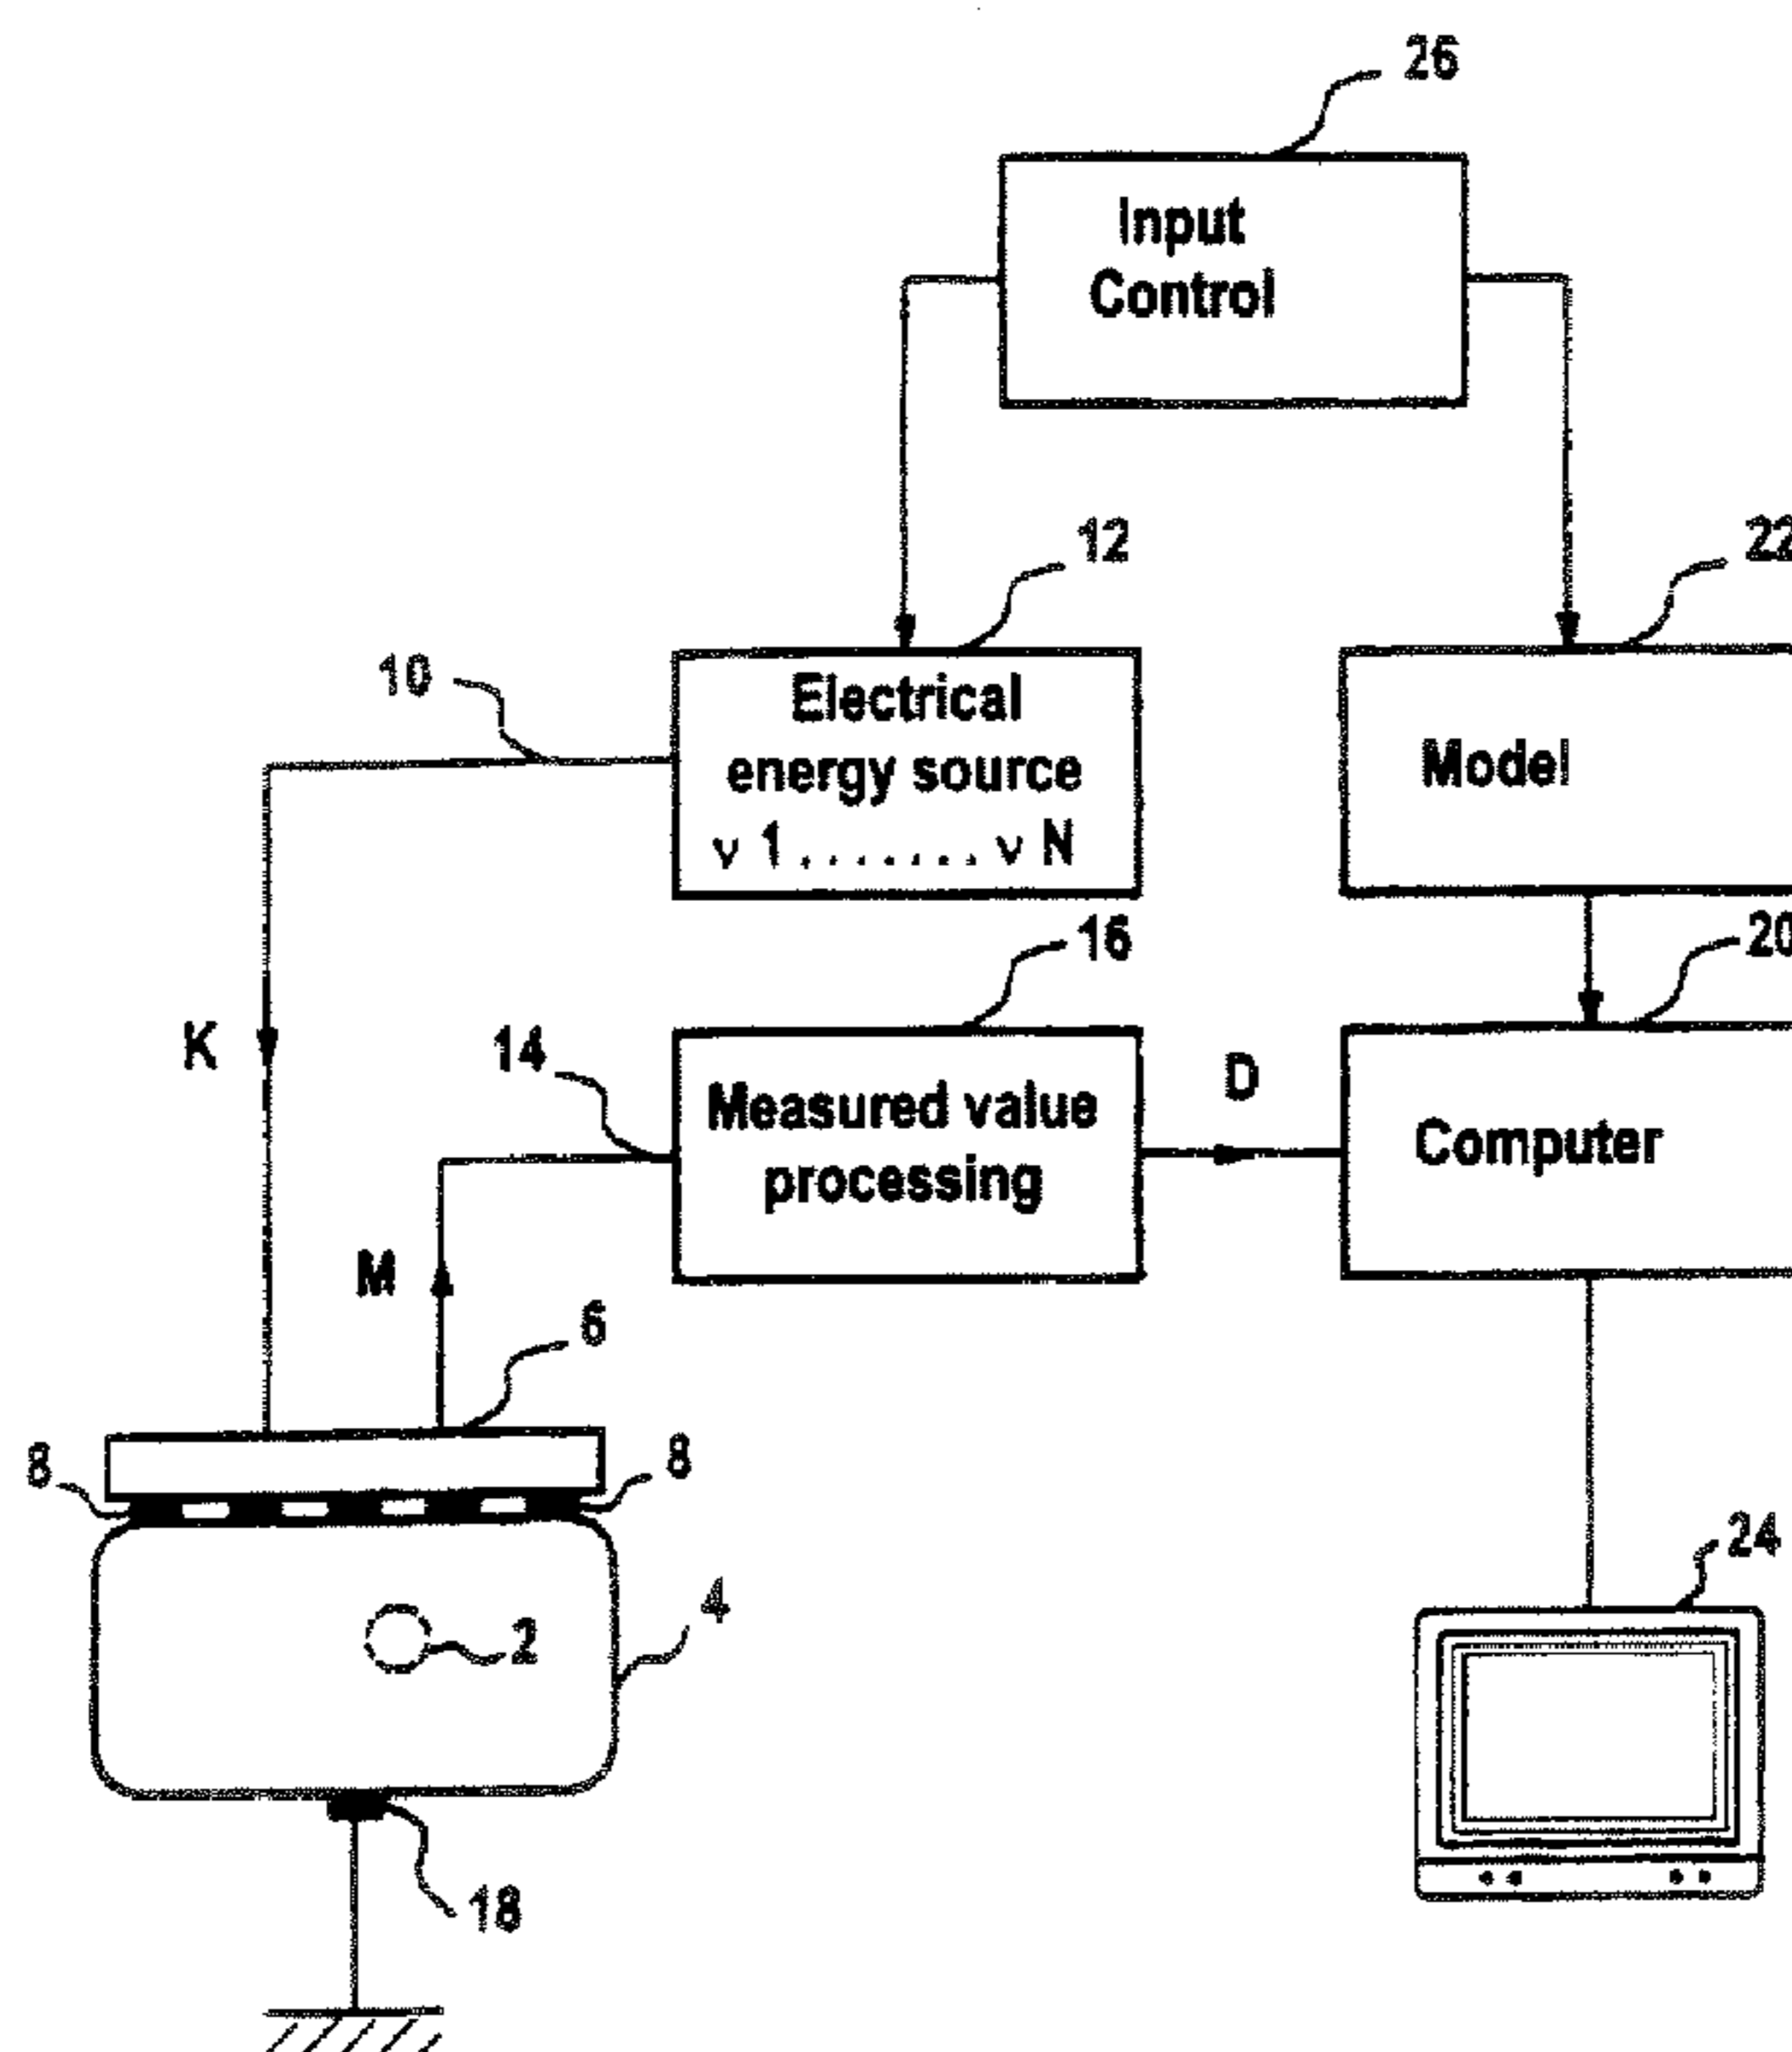 26
Input
Control
12
22
10
Electrical
energy source
ν 1 . . . . . . . ν N
Model
16
20
K
14
D
Measured value
processing
Computer
M
6
8
8
24
4
2
18